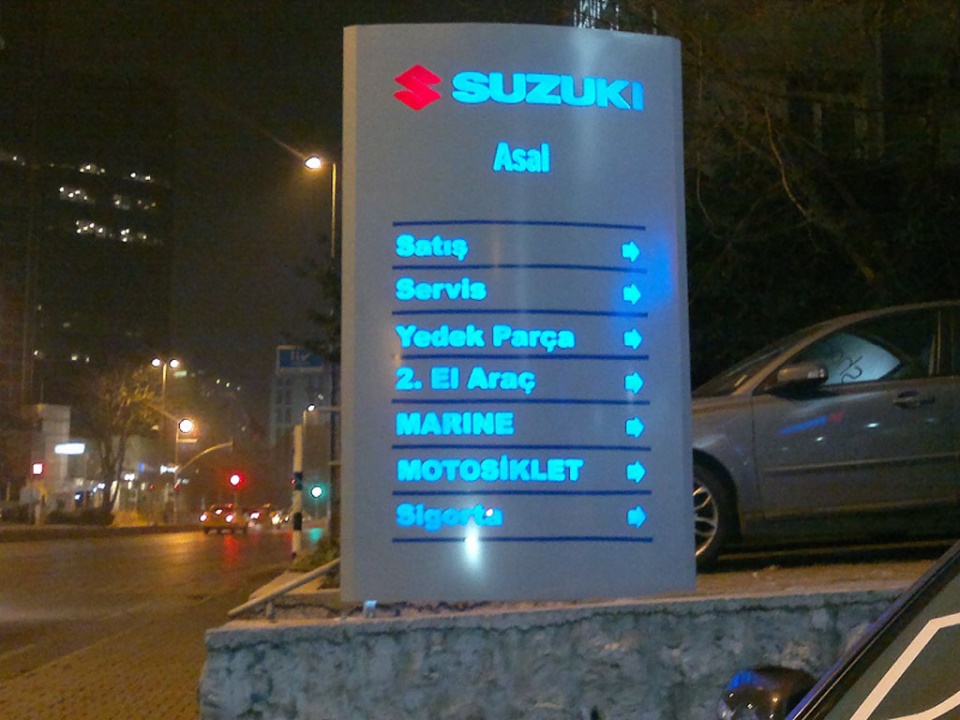 SUZUKI
Asal
Satış
Servis
Yedek Parça
2. El Araç
MARINE
MOTOSİKLET
Sigorta